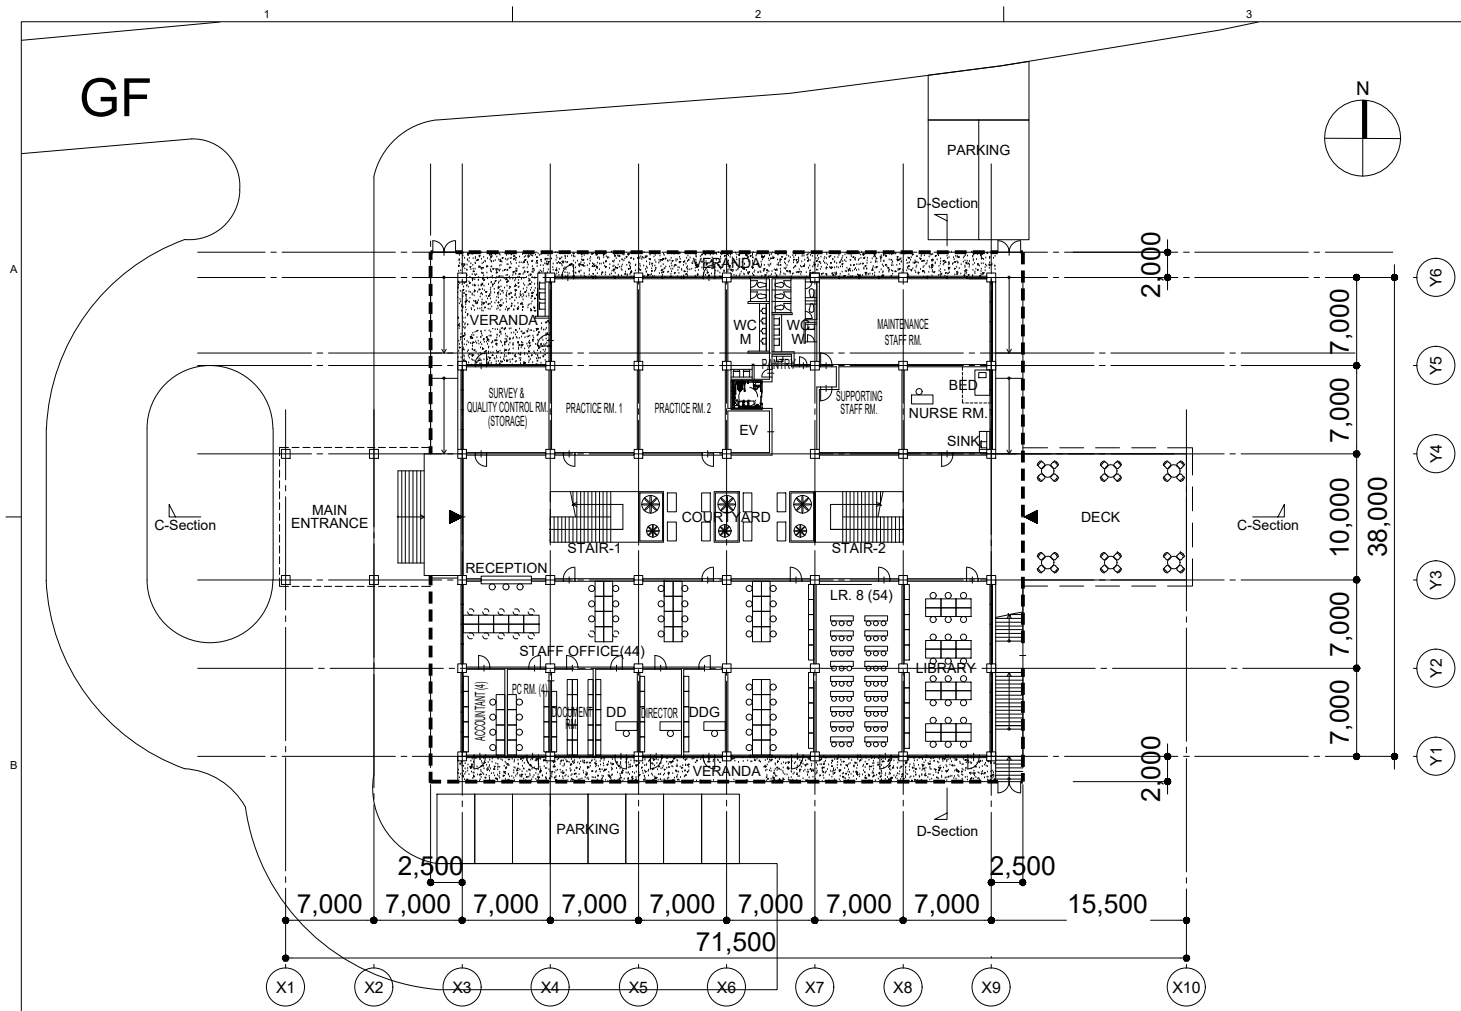 1
2
3
GF
N
PARKING
D-Section
A
VERANDA
2,000
Y6
VERANDA
WC
M
WC
W
MAINTENANCE
STAFF RM.
7,000
PANTRY
Y5
SURVEY &
QUALITY CONTROL RM.
(STORAGE)
PRACTICE RM. 1
PRACTICE RM. 2
SUPPORTING
STAFF RM.
BED
NURSE RM.
EV
SINK
7,000
Y4
C-Section
MAIN
ENTRANCE
COURTYARD
DECK
C-Section
10,000
38,000
STAIR-1
STAIR-2
RECEPTION
Y3
LR. 8 (54)
7,000
STAFF OFFICE(44)
LIBRARY
Y2
ACCOUNTANT (4)
PC RM. (4)
DOCUMENT
RM.
DD
DIRECTOR
DDG
7,000
Y1
B
VERANDA
2,000
PARKING
D-Section
2,500
2,500
7,000
7,000
7,000
7,000
7,000
7,000
7,000
7,000
15,500
71,500
X1
X2
X3
X4
X5
X6
X7
X8
X9
X10